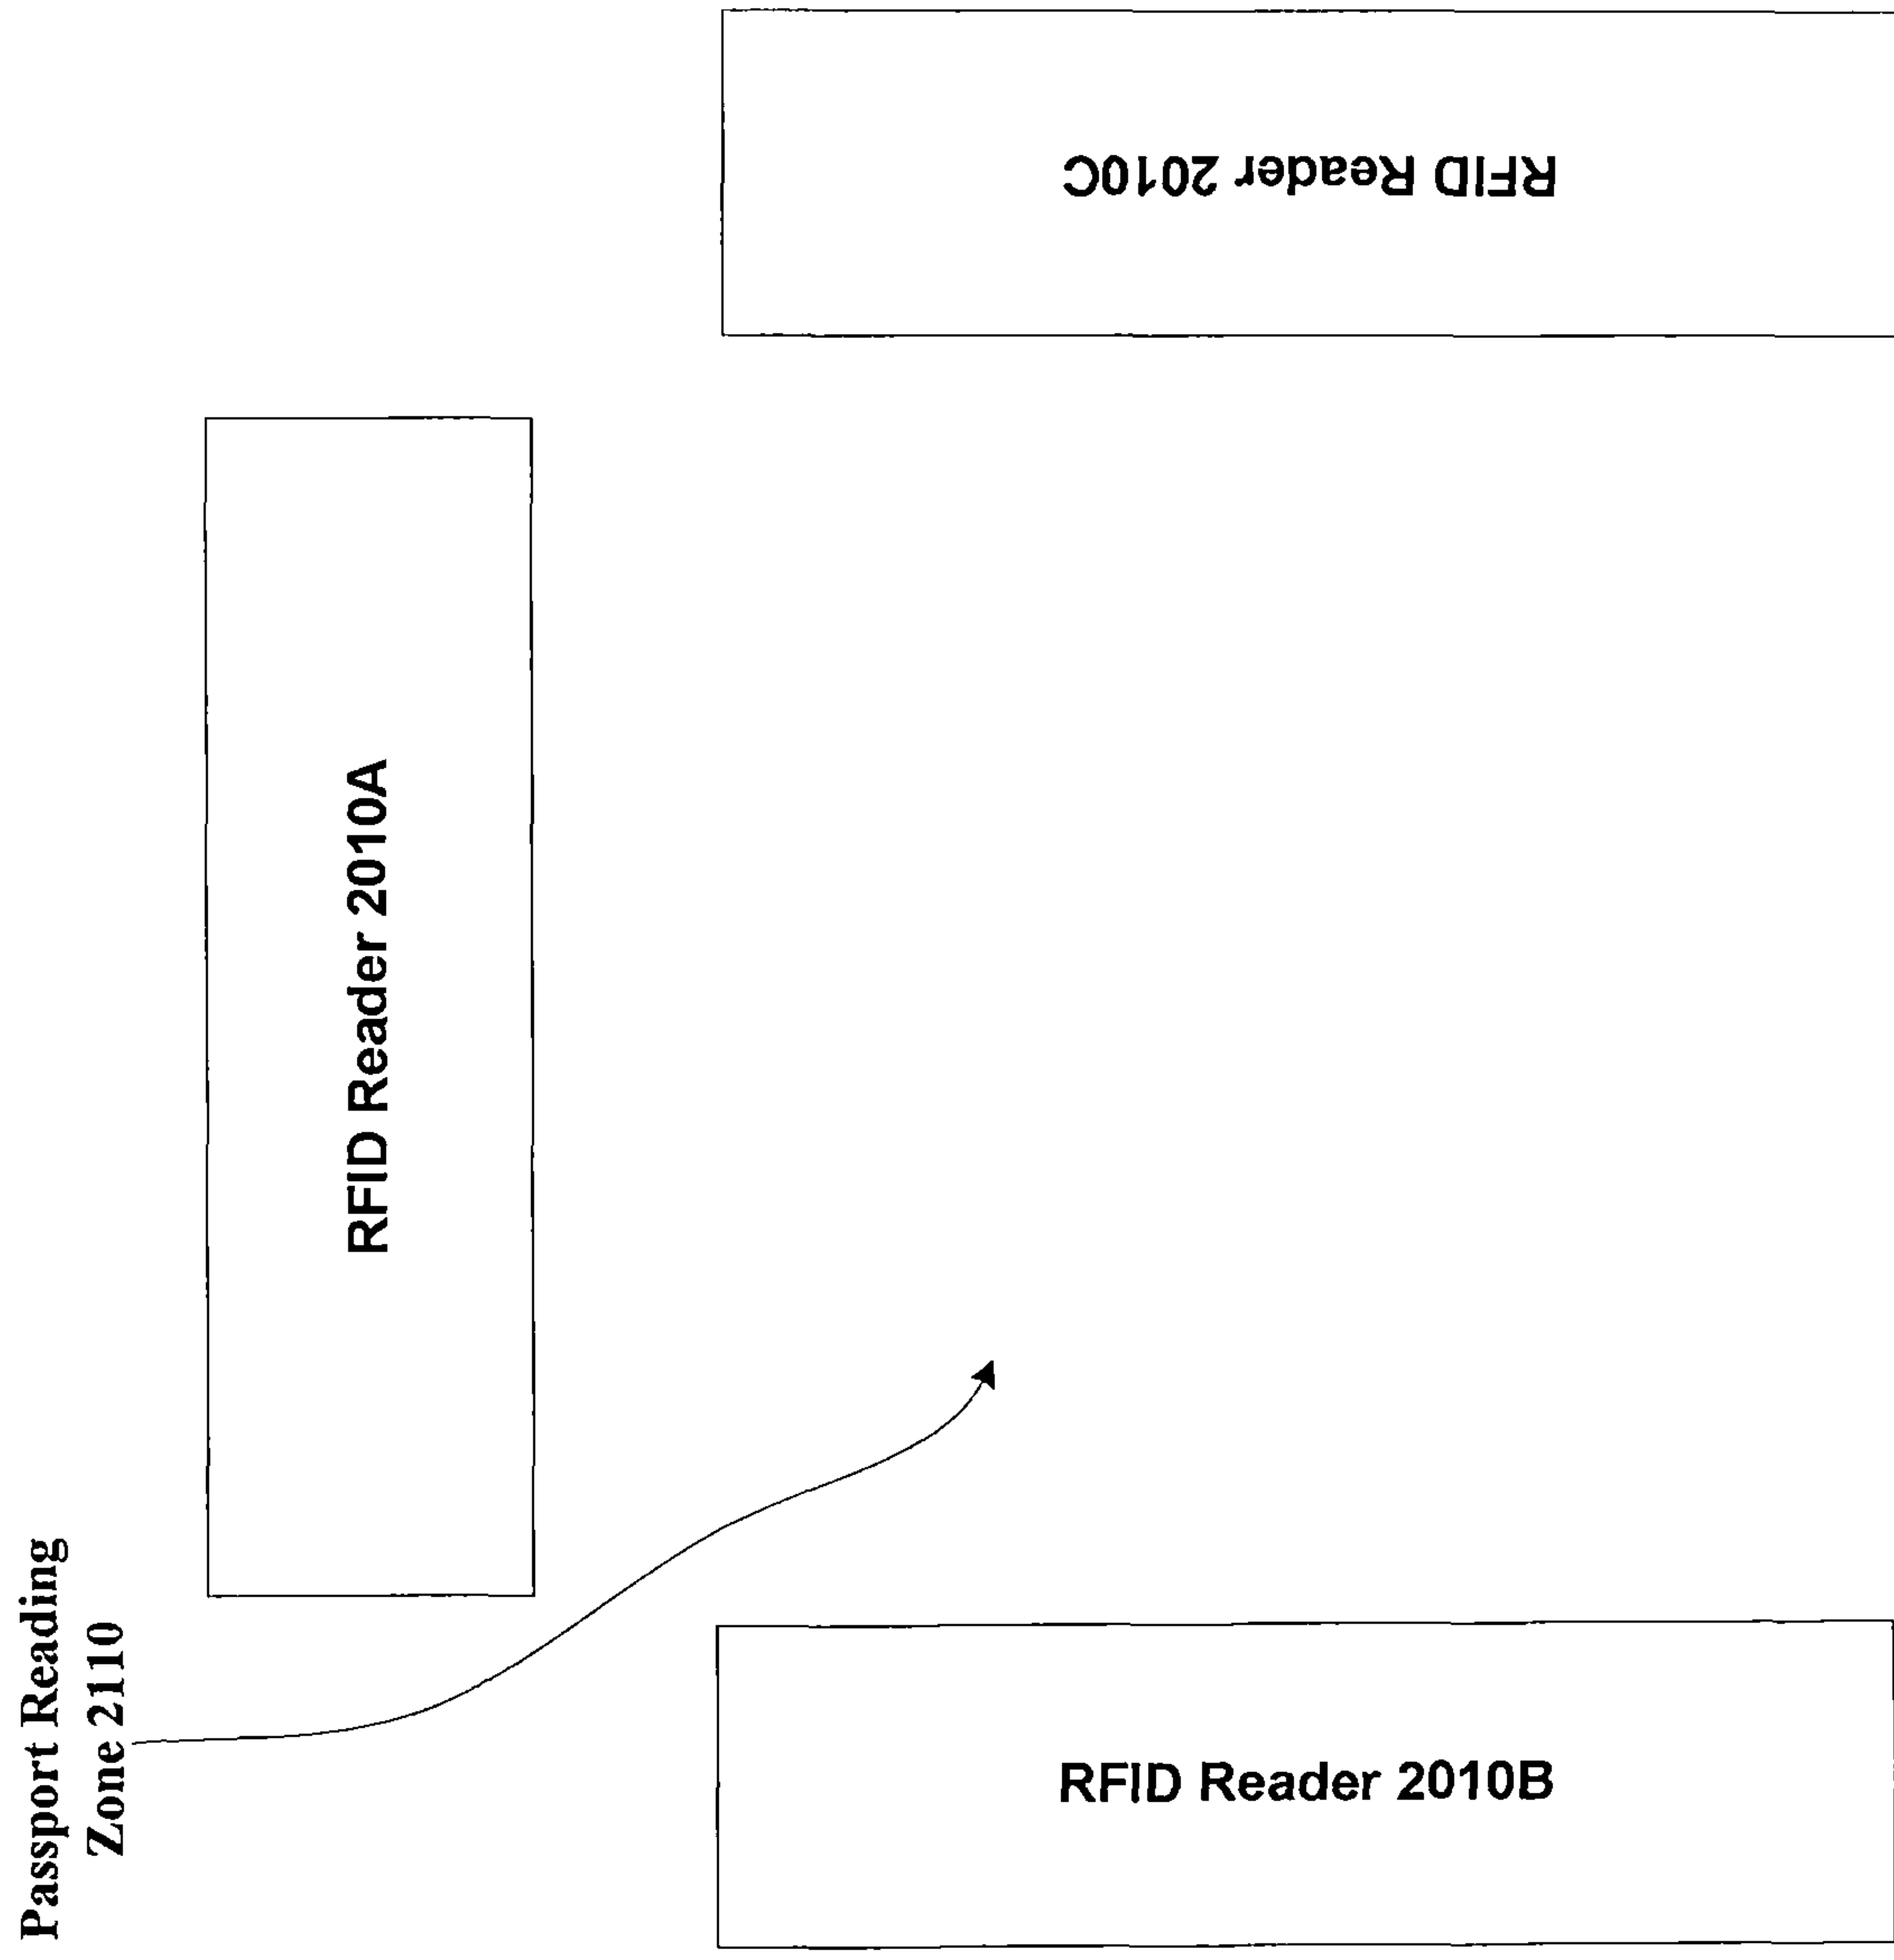 Passport Reading
Zone 2110
RFID Reader 2010A
RFID Reader 2010B
RFID Reader 2010C